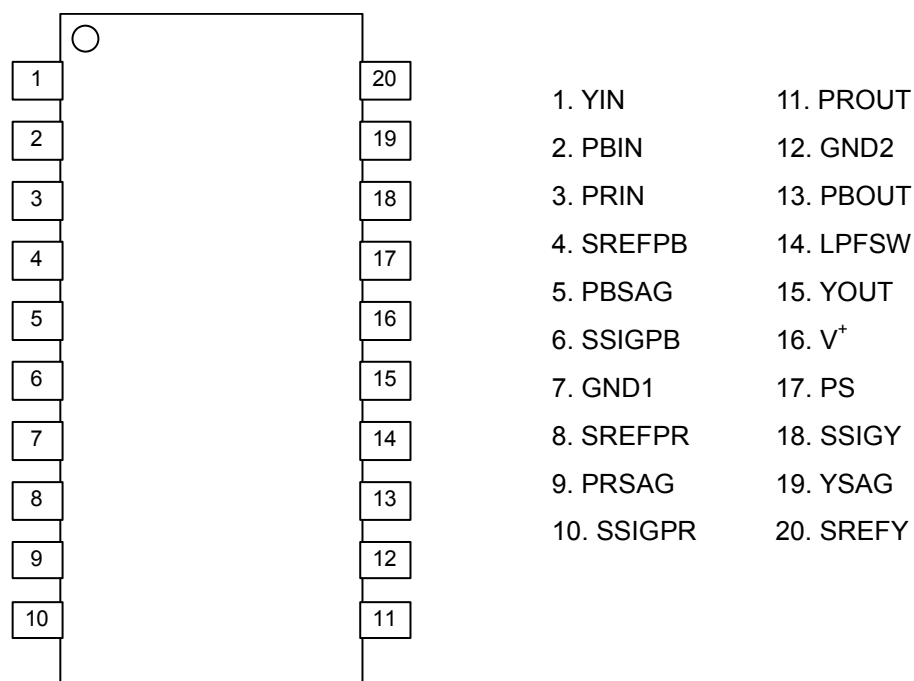 1
2
3
4
5
6
7
8
9
10
20
19
18
17
16
15
14
13
12
11
1. YIN
2. PBIN
3. PRIN
4. SREFPB
5. PBSAG
6. SSIGPB
7. GND1
8. SREFPR
9. PRSAG
10. SSIGPR
11. PROUT
12. GND2
13. PBOUT
14. LPFSW
15. YOUT
16. V⁺
17. PS
18. SSIGY
19. YSAG
20. SREFY